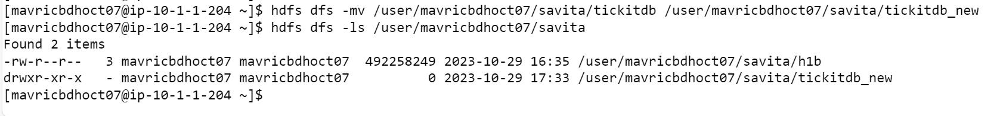 [mavricbdhoct07@ip-10-1-1-204 ~]$ hdfs dfs -mv /user/mavricbdhoct07/savita/tickitdb /user/mavricbdhoct07/savita/tickitdb_new
[mavricbdhoct07@ip-10-1-1-204 ~]$ hdfs dfs -ls /user/mavricbdhoct07/savita
Found 2 items
-rw-r--r--   3 mavricbdhoct07 mavricbdhoct07  492258249 2023-10-29 16:35 /user/mavricbdhoct07/savita/h1b
drwxr-xr-x   - mavricbdhoct07 mavricbdhoct07          0 2023-10-29 17:33 /user/mavricbdhoct07/savita/tickitdb_new
[mavricbdhoct07@ip-10-1-1-204 ~]$